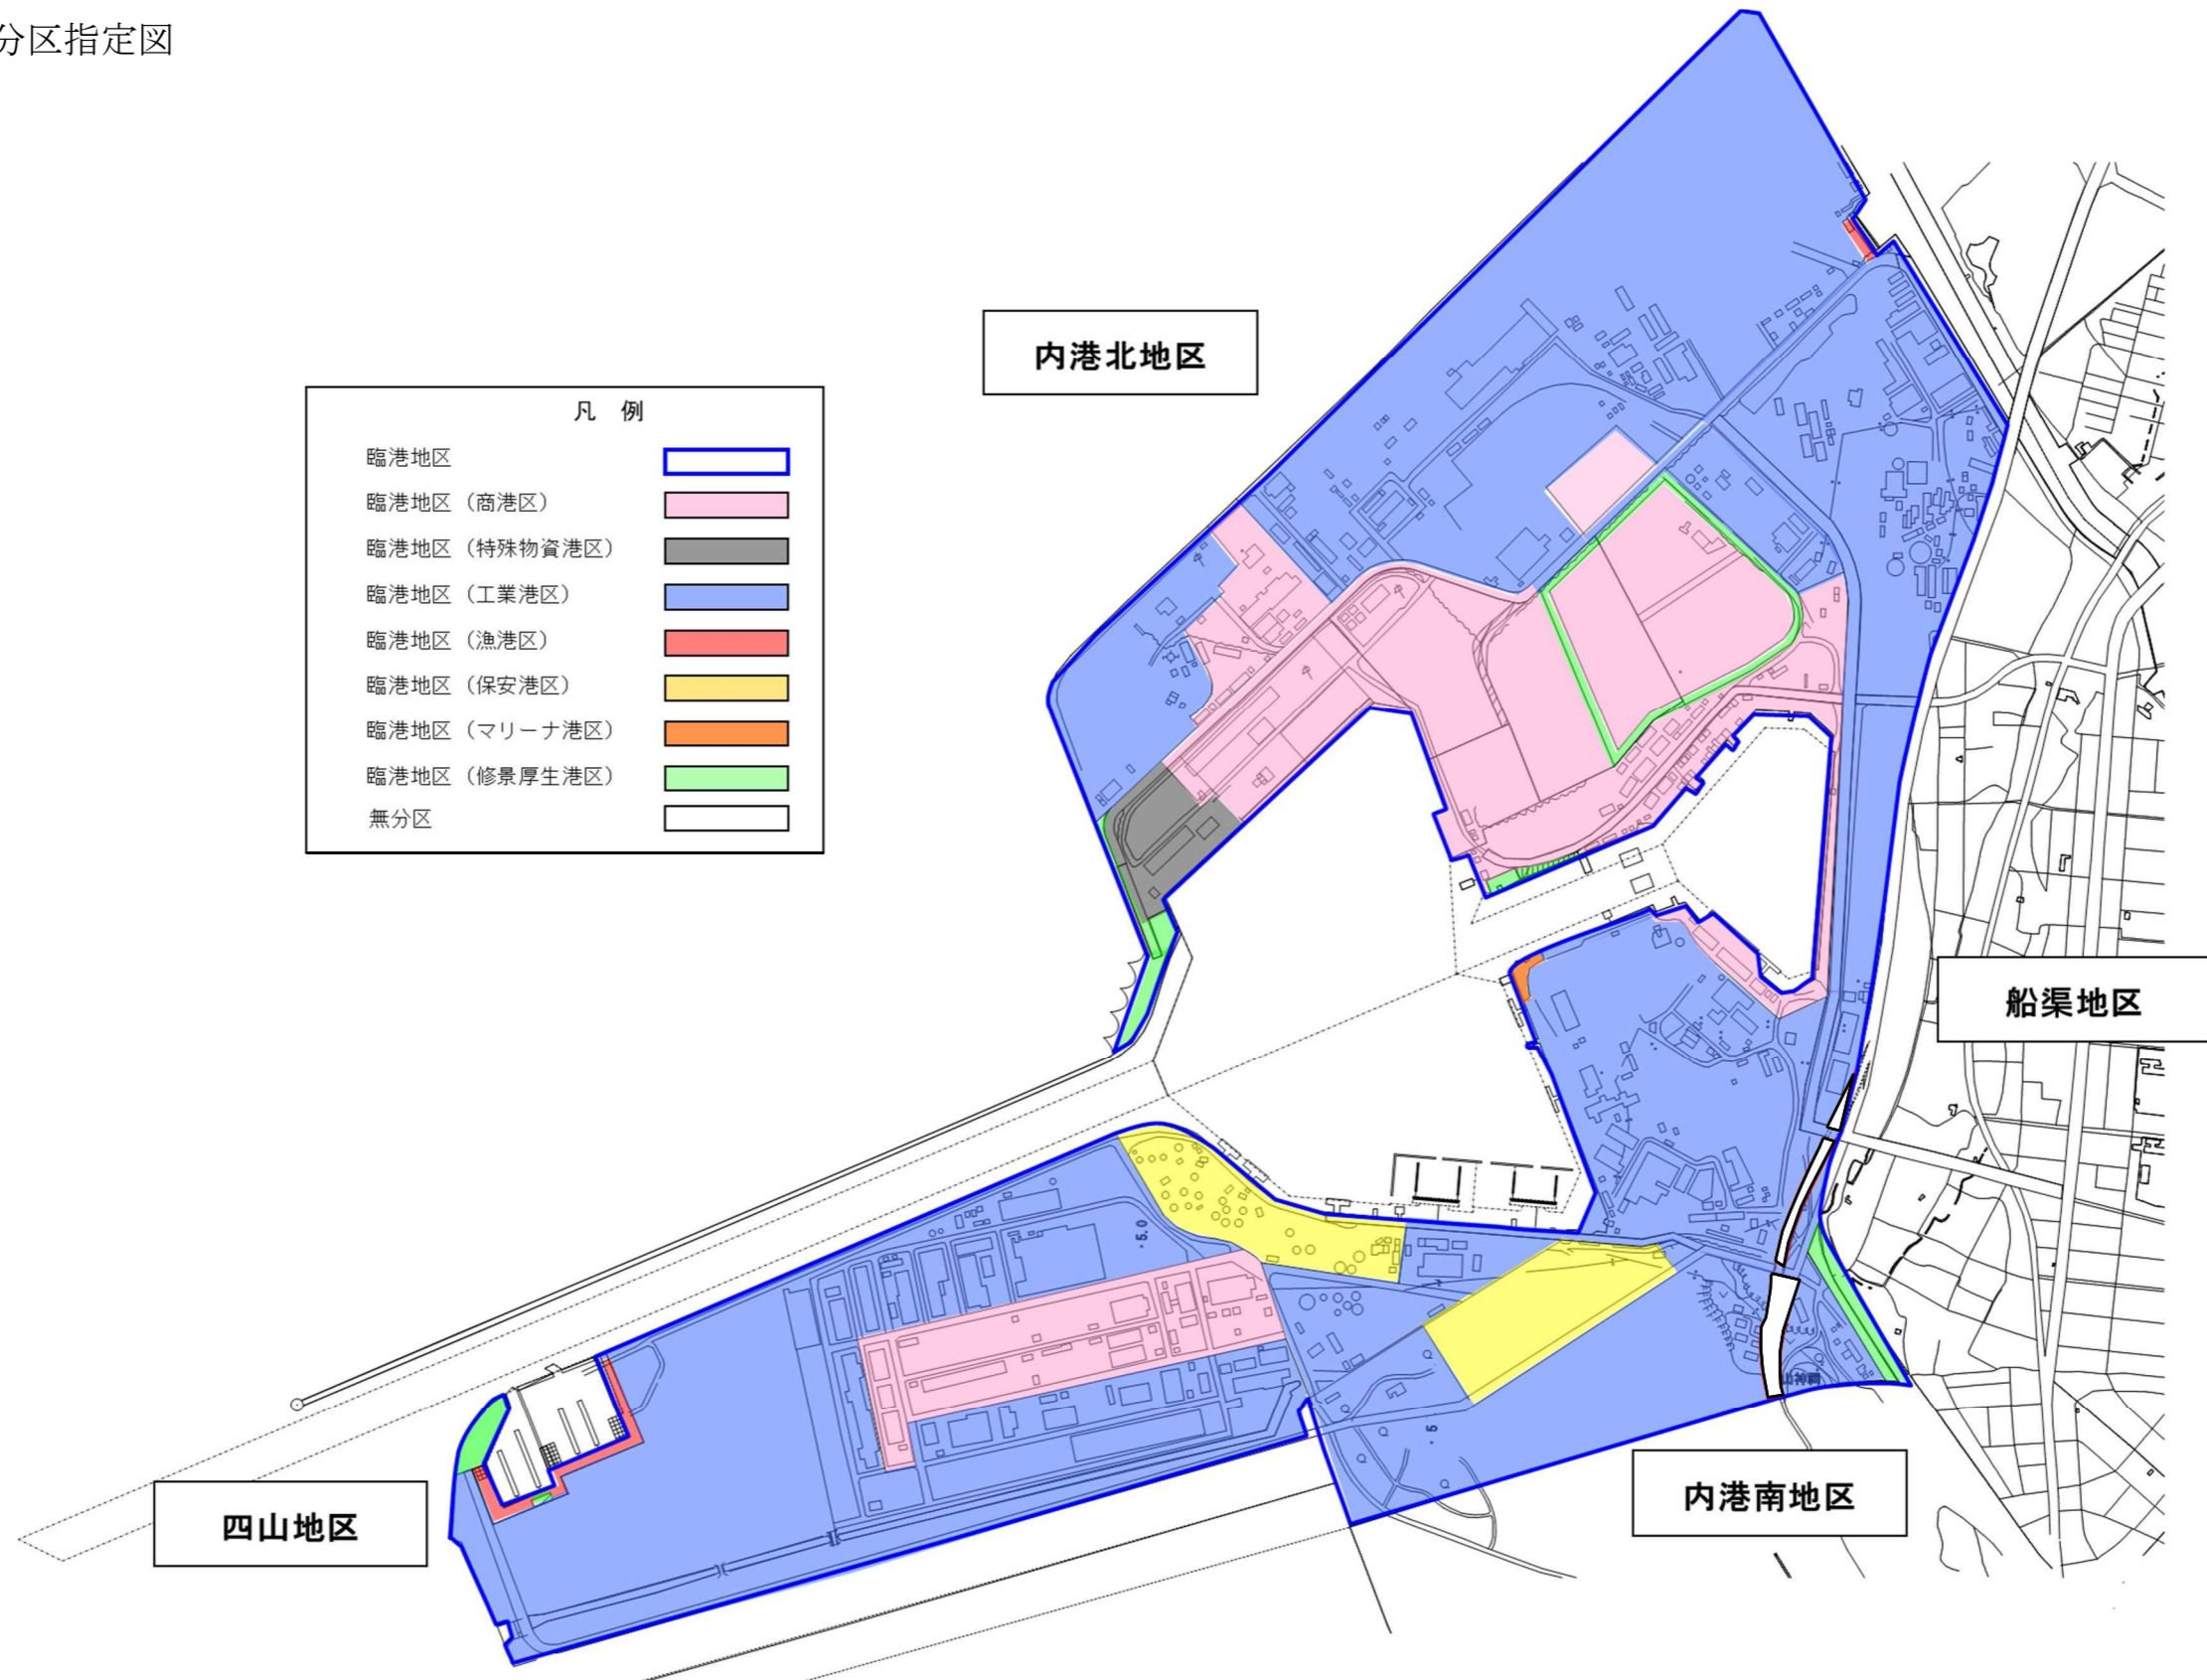 分区指定図
内港北地区
凡　例
臨港地区
臨港地区（商港区）
臨港地区（特殊物資港区）
臨港地区（工業港区）
臨港地区（漁港区）
臨港地区（保安港区）
臨港地区（マリーナ港区）
臨港地区（修景厚生港区）
無分区
船渠地区
.5.0
.5
内港南地区
四山地区